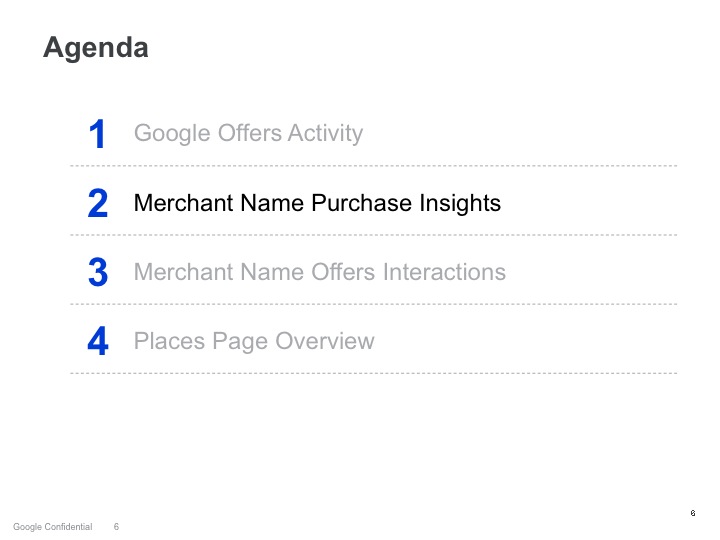 Agenda
1 Google Offers Activity
2 Merchant Name Purchase Insights
3 Merchant Name Offers Interactions
4 Places Page Overview
6
Google Confidential 6